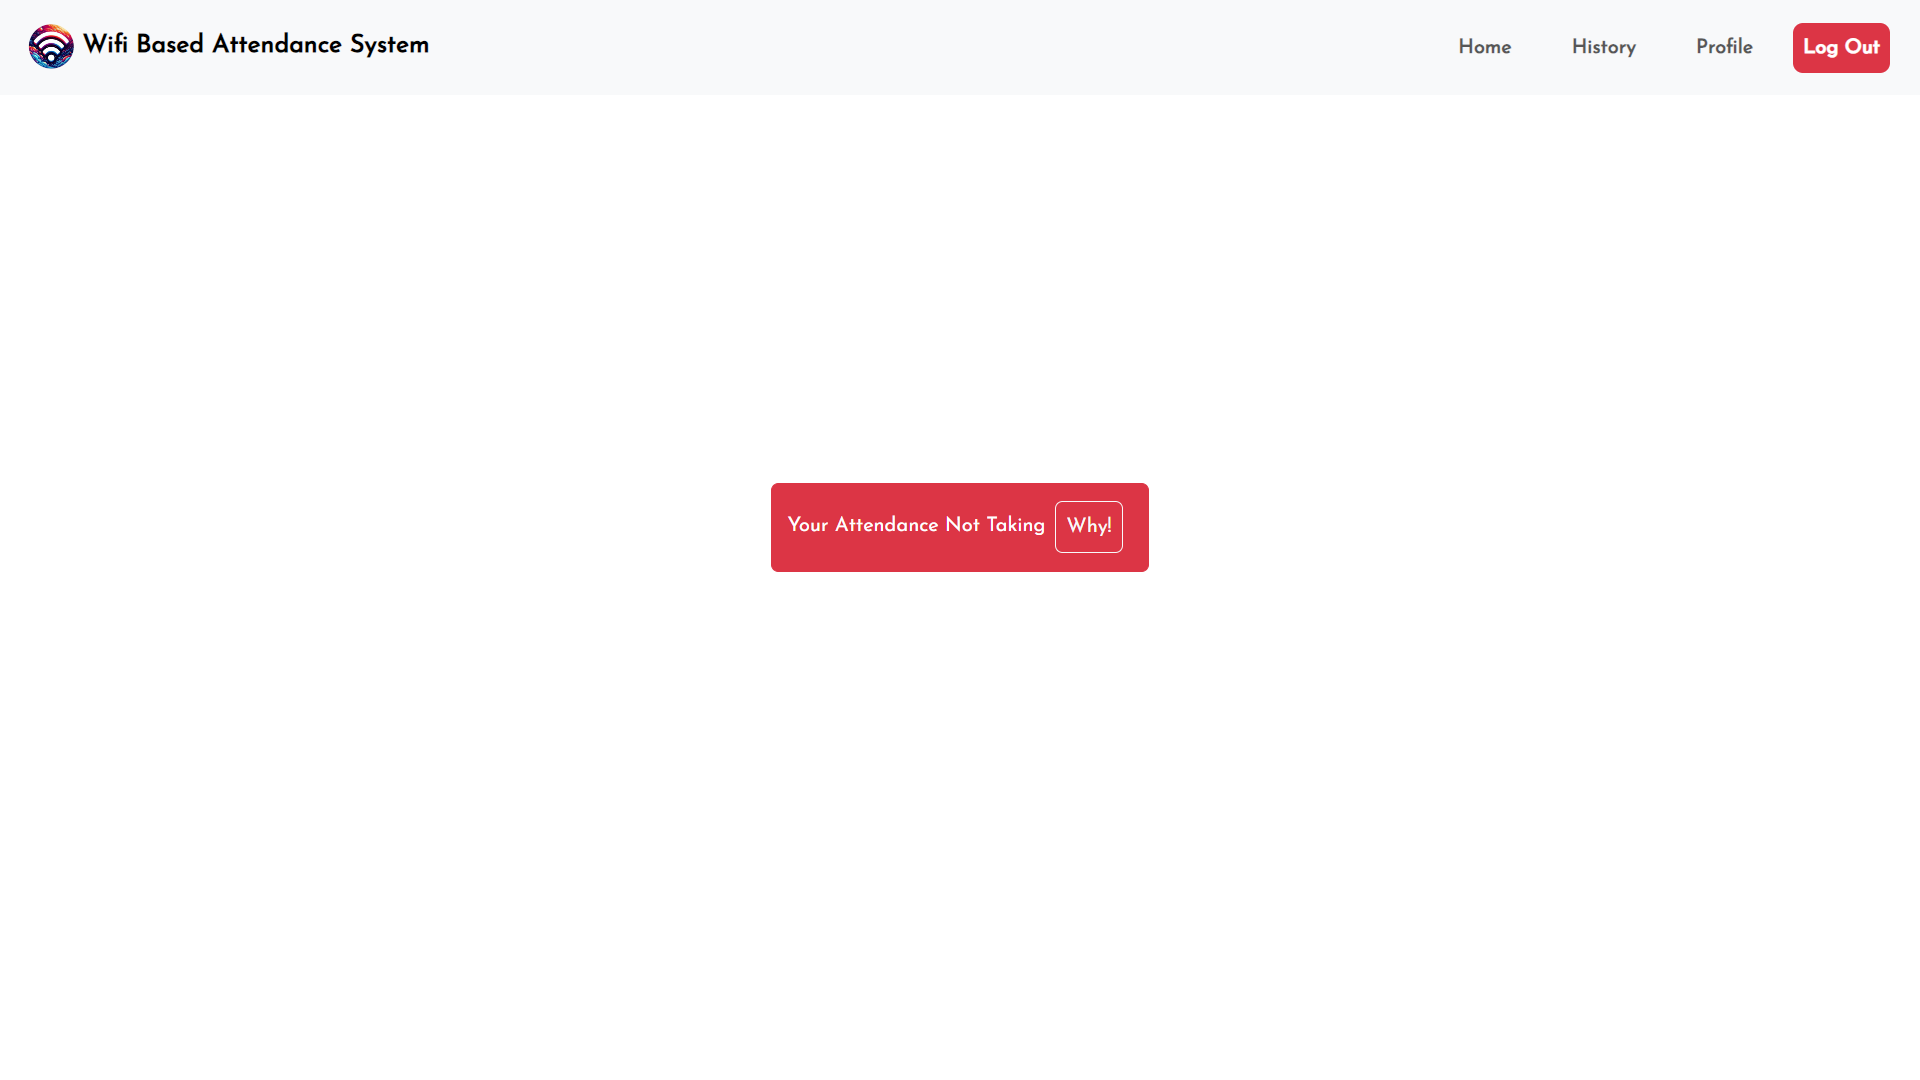 Wifi Based Attendance System
Home
History
Profile
Log Out
Your Attendance Not Taking
Why!